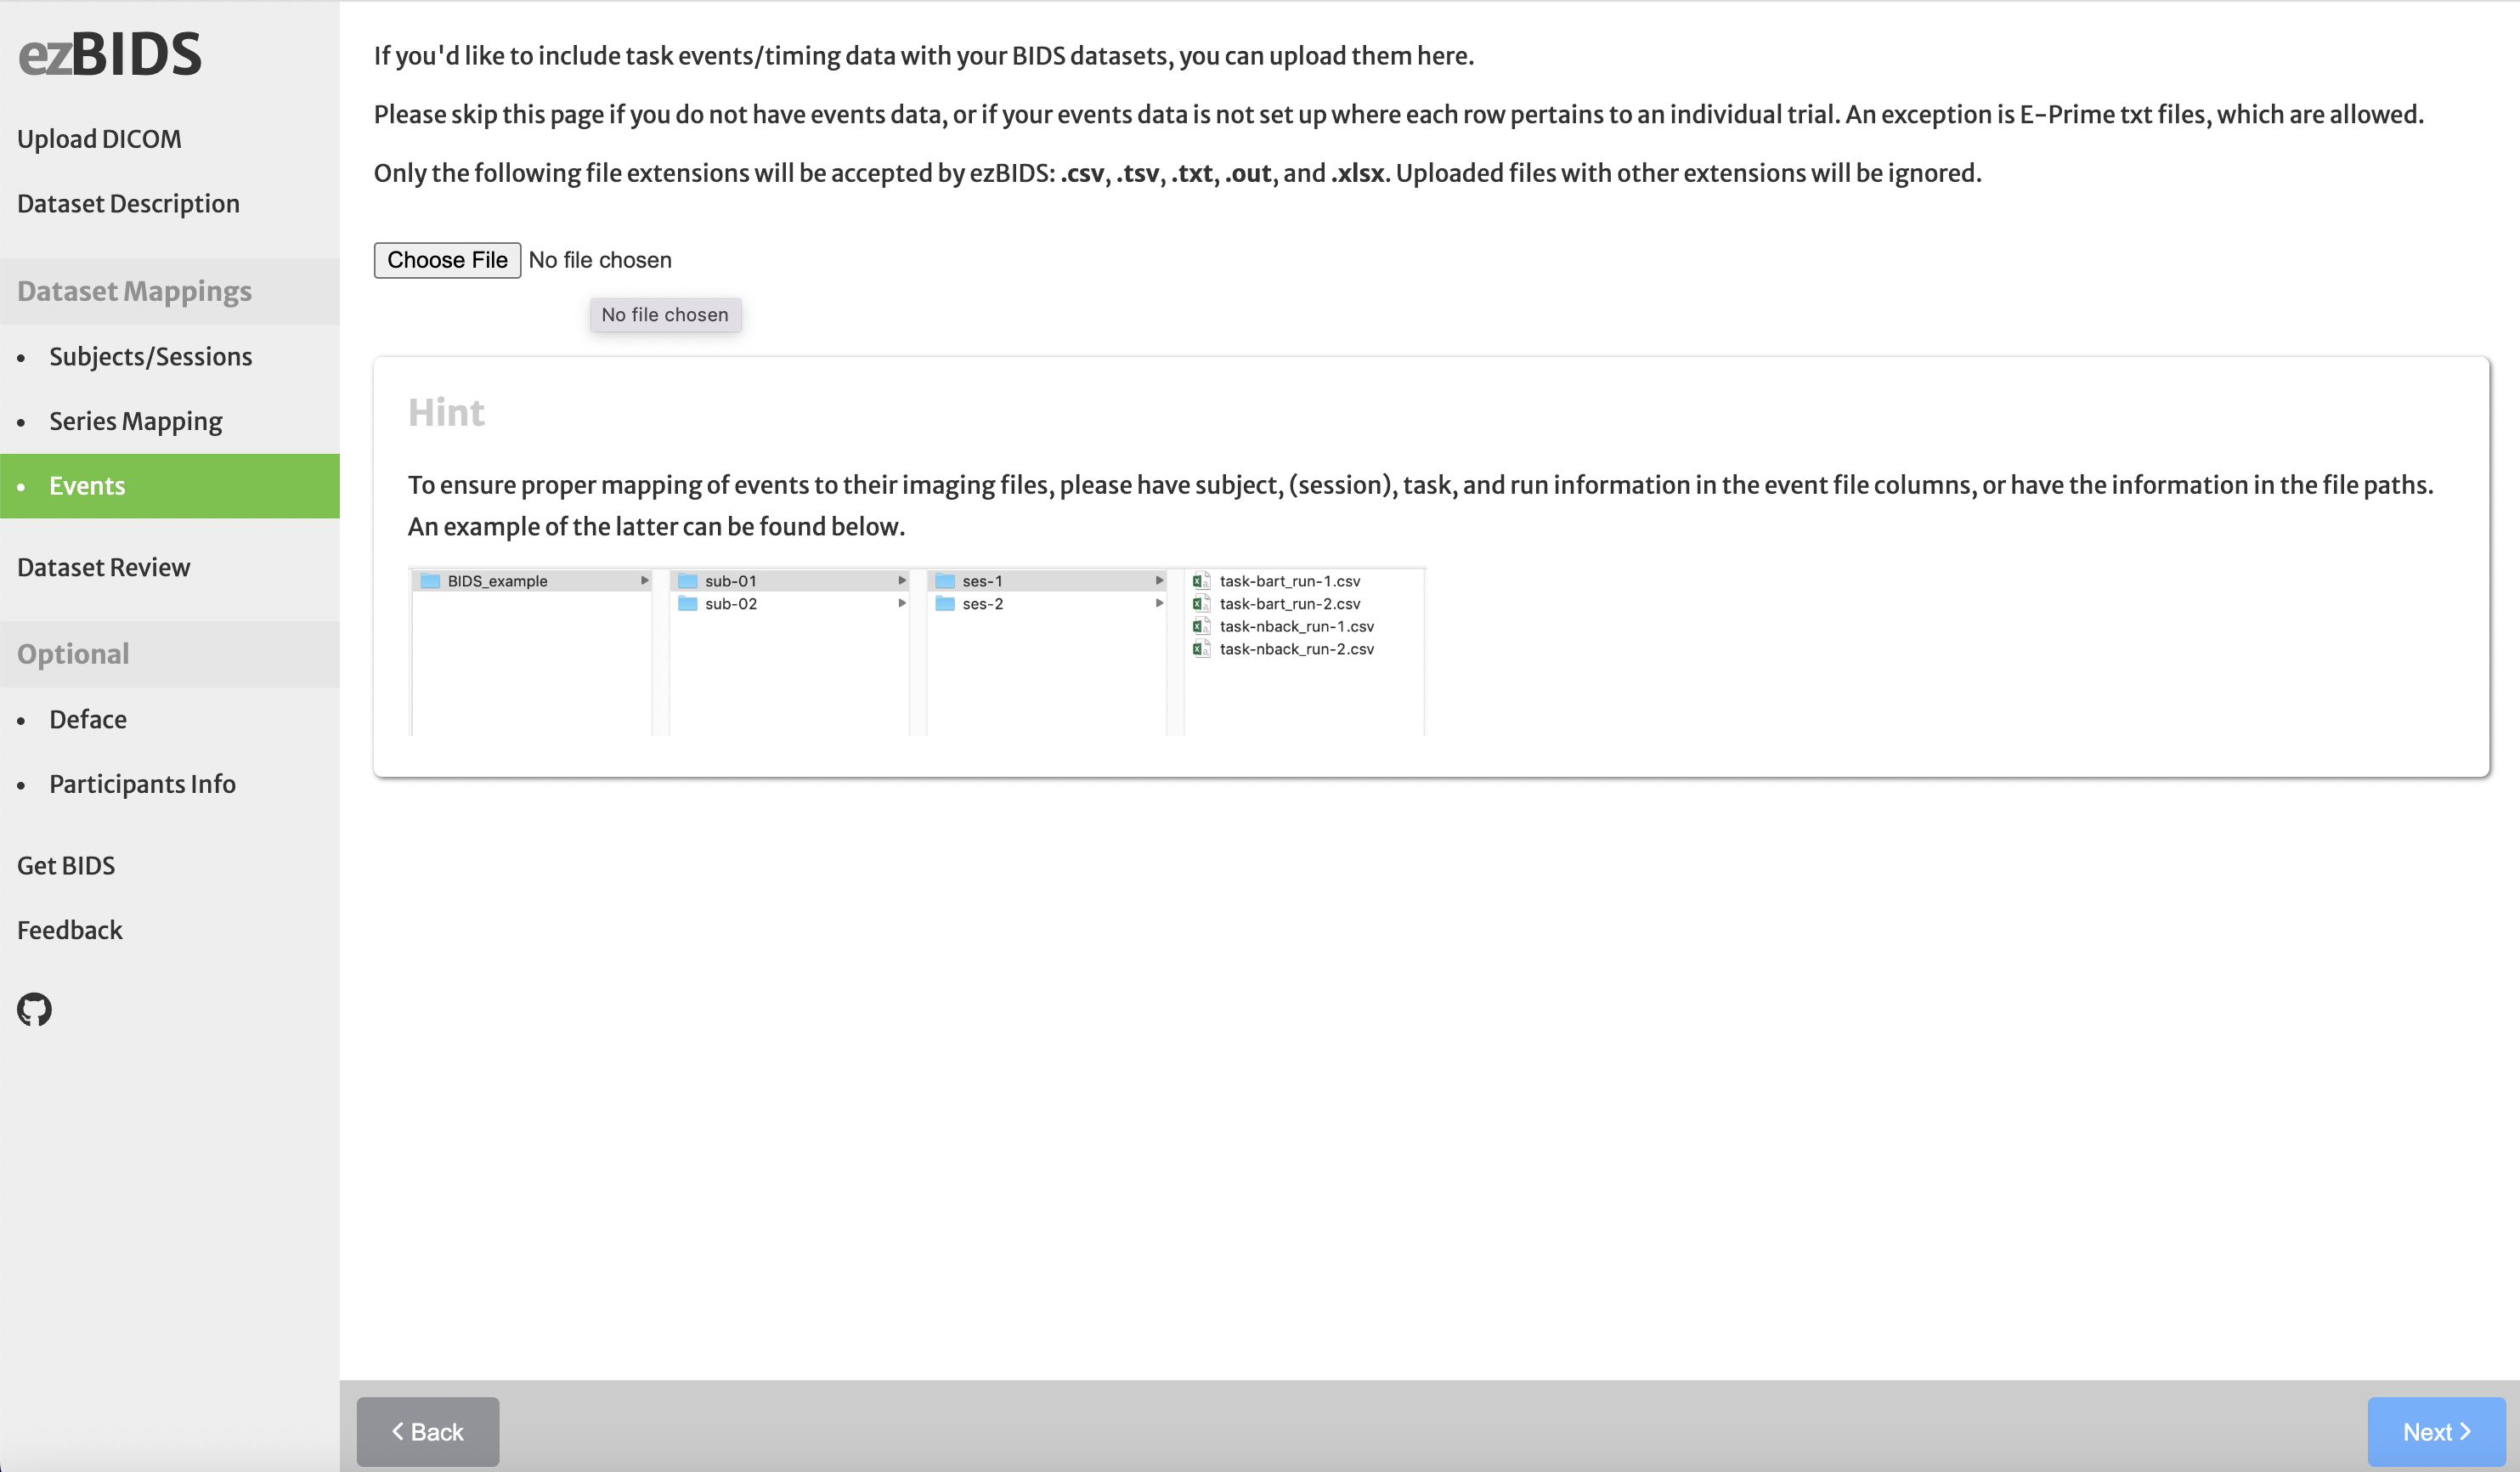 ezBIDS
Upload DICOM
Dataset Description
Dataset Mappings
• Subjects/Sessions
• Series Mapping
• Events
Dataset Review
Optional
• Deface
• Participants Info
Get BIDS
Feedback
If you'd like to include task events/timing data with your BIDS datasets, you can upload them here.
Please skip this page if you do not have events data, or if your events data is not set up where each row pertains to an individual trial. An exception is E-Prime txt files, which are allowed.
Only the following file extensions will be accepted by ezBIDS: .csv, .tsv, .txt, .out, and .xlsx. Uploaded files with other extensions will be ignored.
Choose File No file chosen
No file chosen
Hint
To ensure proper mapping of events to their imaging files, please have subject, (session), task, and run information in the event file columns, or have the information in the file paths.
An example of the latter can be found below.
BIDS_example sub-01 ses-1 task-bart_run-1.csv
sub-02 ses-2 task-bart_run-2.csv
task-nback_run-1.csv
task-nback_run-2.csv
Back Next